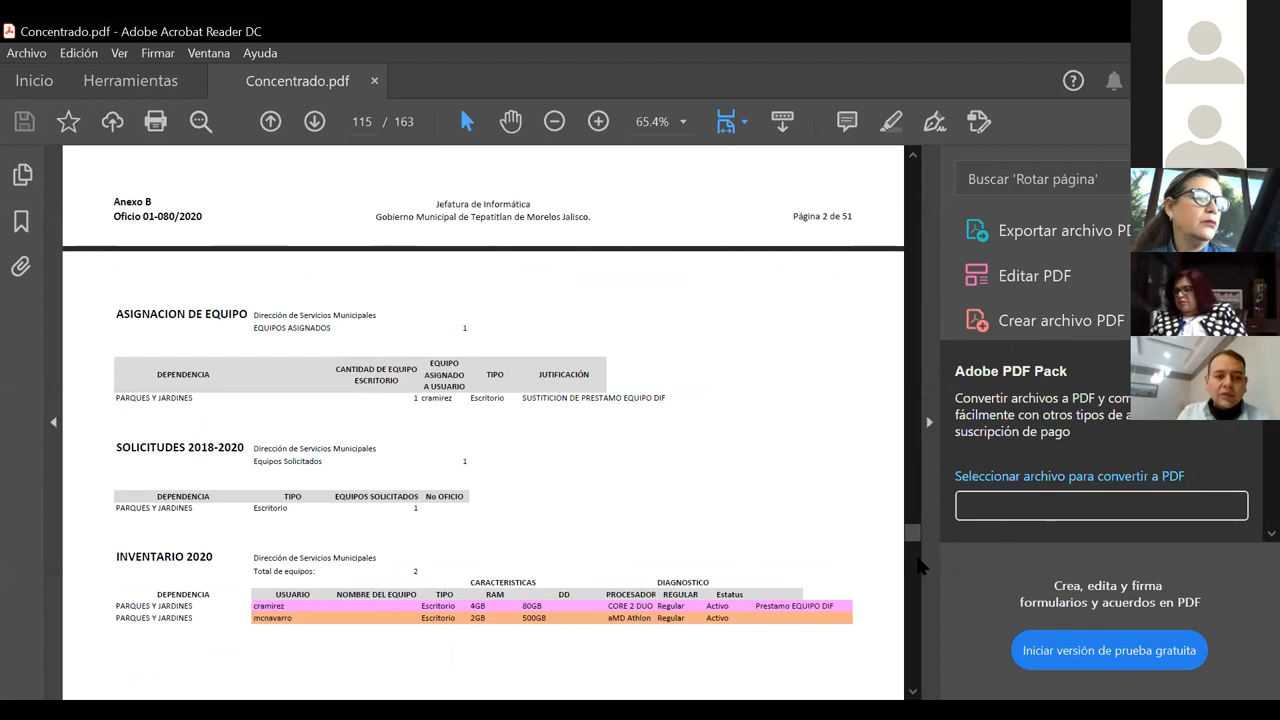 Concentrado.pdf - Adobe Acrobat Reader DC
Archivo Edición Ver Firmar Ventana Ayuda
Inicio Herramientas Concentrado.pdf ×
115 / 163 65.4%
Anexo B
Oficio 01-080/2020
Jefatura de Informática
Gobierno Municipal de Tepatitlan de Morelos Jalisco.
Página 2 de 51
ASIGNACION DE EQUIPO Dirección de Servicios Municipales
EQUIPOS ASIGNADOS 1
DEPENDENCIA CANTIDAD DE EQUIPO ESCRITORIO EQUIPO ASIGNADO A USUARIO TIPO JUTIFICACIÓN
PARQUES Y JARDINES 1 cramirez Escritorio SUSTITICION DE PRESTAMO EQUIPO DIF
SOLICITUDES 2018-2020 Dirección de Servicios Municipales
Equipos Solicitados 1
DEPENDENCIA TIPO EQUIPOS SOLICITADOS No OFICIO
PARQUES Y JARDINES Escritorio 1
INVENTARIO 2020 Dirección de Servicios Municipales
Total de equipos: 2
CARACTERISTICAS DIAGNOSTICO
DEPENDENCIA USUARIO NOMBRE DEL EQUIPO TIPO RAM DD PROCESADOR REGULAR Estatus
PARQUES Y JARDINES cramirez Escritorio 4GB 80GB CORE 2 DUO Regular Activo Prestamo EQUIPO DIF
PARQUES Y JARDINES mcnavarro Escritorio 2GB 500GB aMD Athlon Regular Activo
Buscar 'Rotar página'
Exportar archivo PD
Editar PDF
Crear archivo PDF
Adobe PDF Pack
Convertir archivos a PDF y com
fácilmente con otros tipos de a
suscripción de pago
Seleccionar archivo para convertir a PDF
Crea, edita y firma
formularios y acuerdos en PDF
Iniciar versión de prueba gratuita